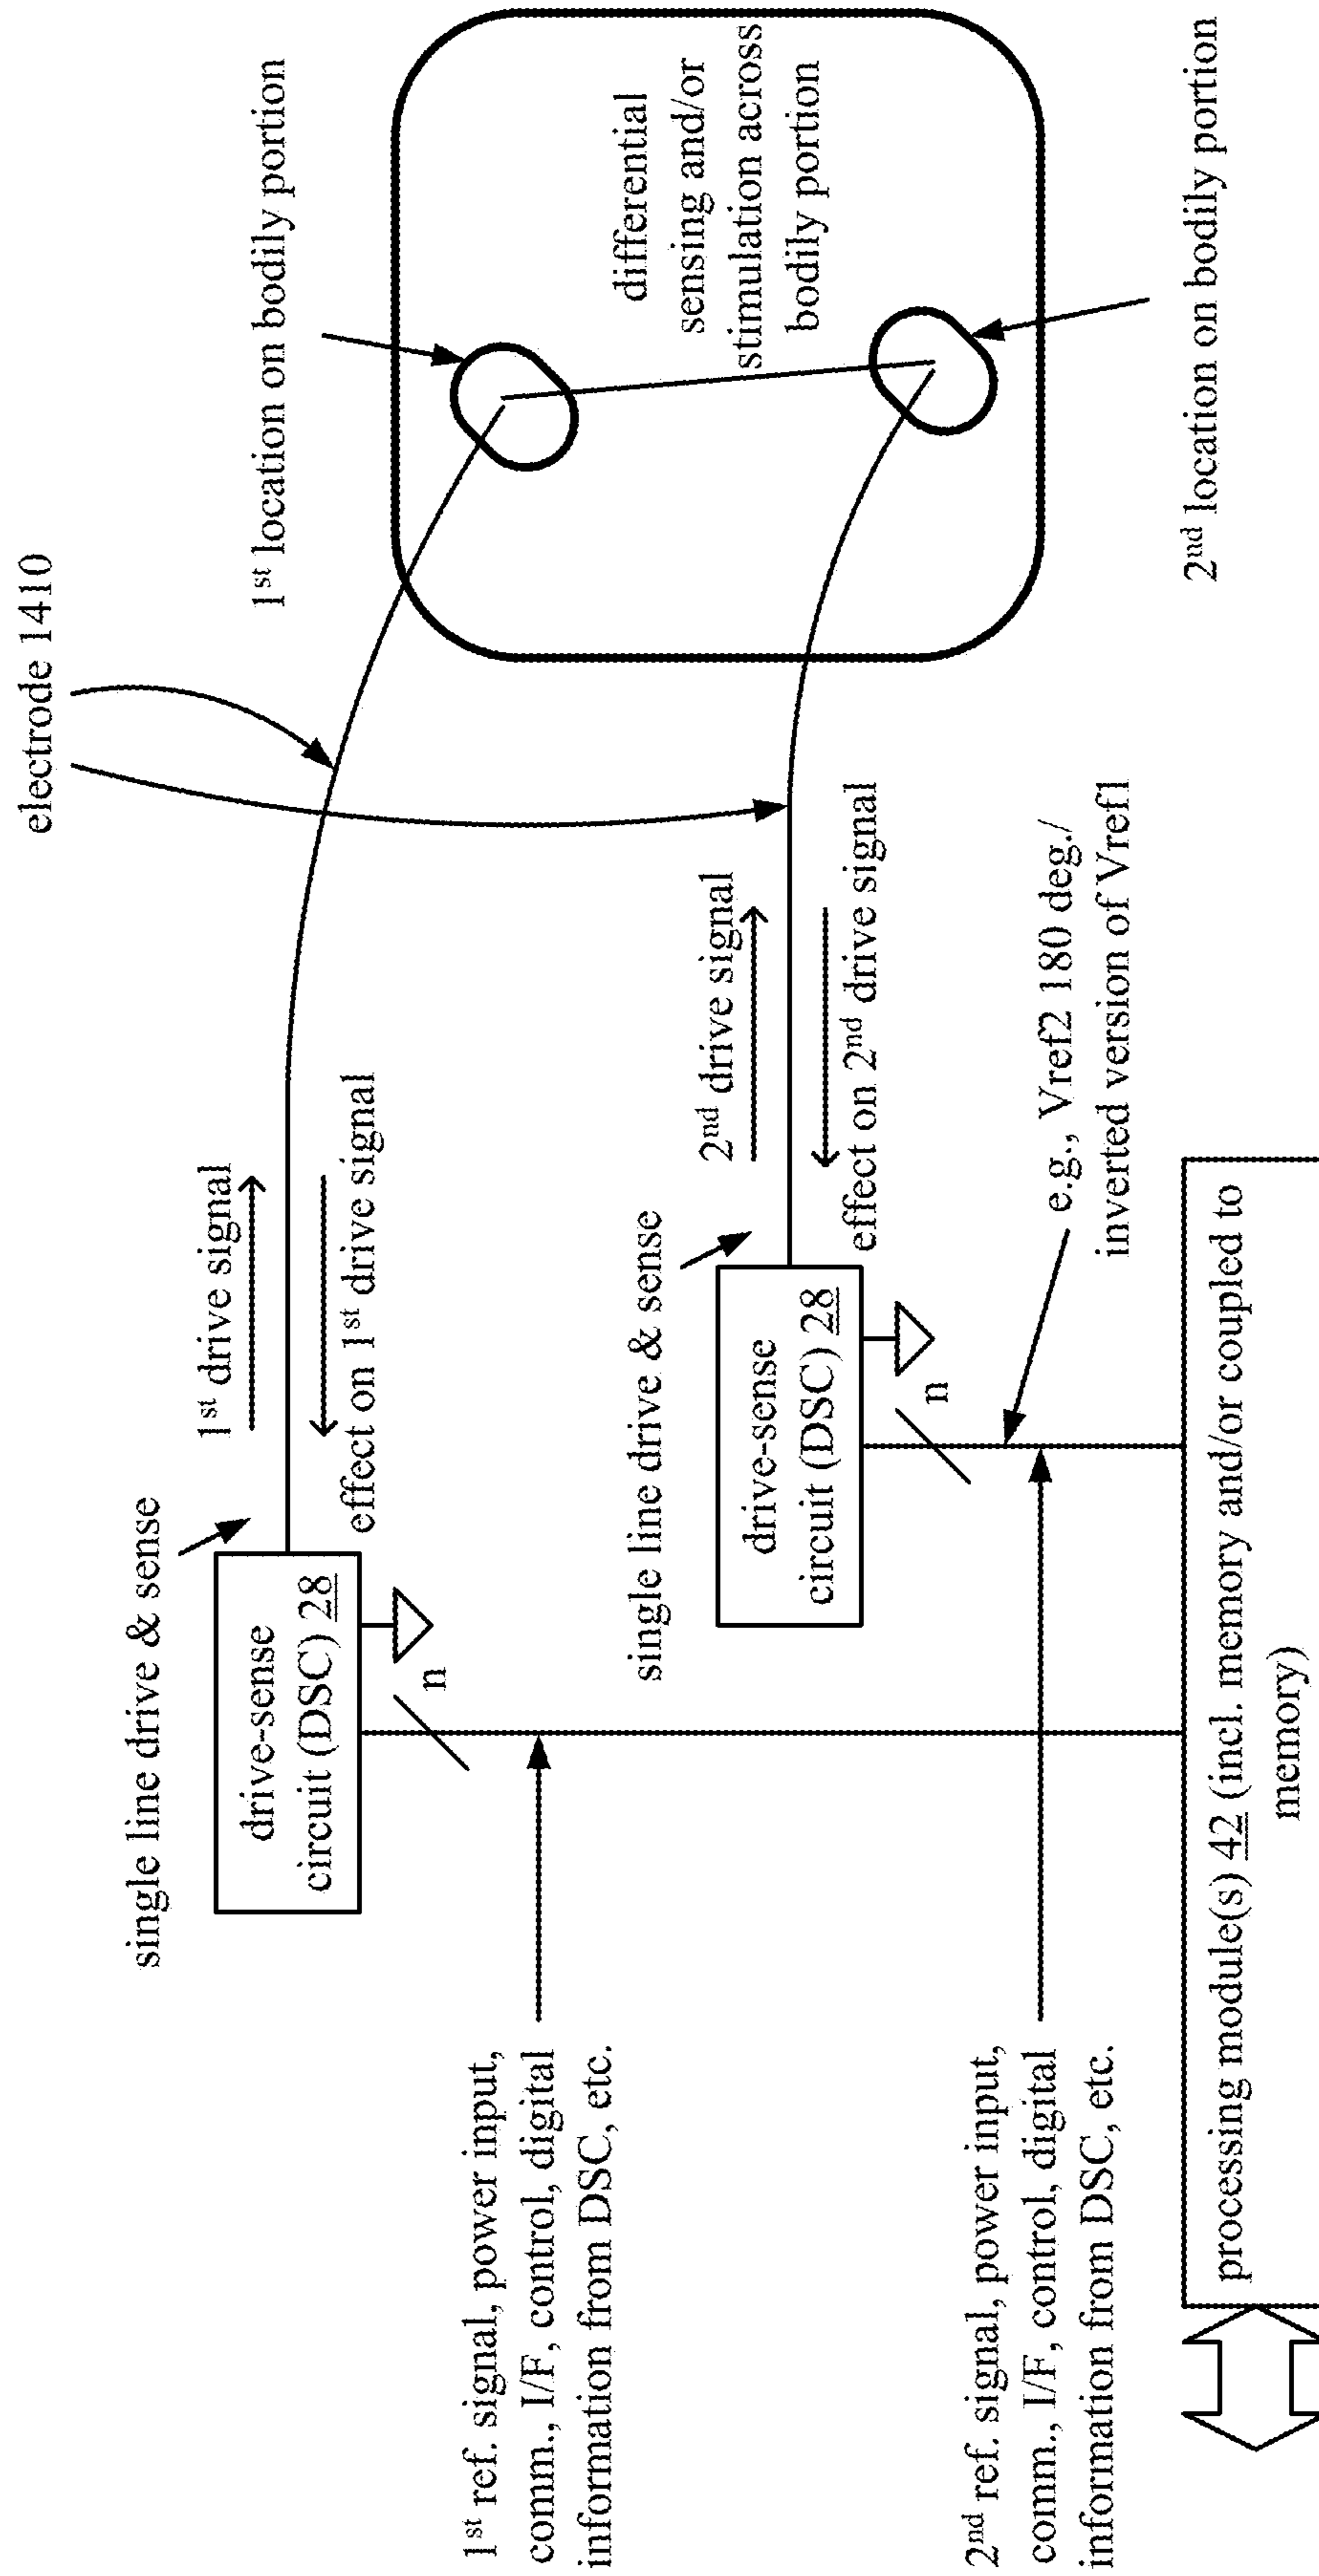 electrode 1410
1st location on bodily portion
differential
sensing and/or
stimulation across
bodily portion
2nd location on bodily portion
single line drive & sense
1st drive signal
effect on 1st drive signal
drive-sense
circuit (DSC) 28
n
single line drive & sense
2nd drive signal
effect on 2nd drive signal
drive-sense
circuit (DSC) 28
n
e.g., Vref2 180 deg./
inverted version of Vref1
1st ref. signal, power input,
comm., I/F, control, digital
information from DSC, etc.
2nd ref. signal, power input,
comm., I/F, control, digital
information from DSC, etc.
processing module(s) 42 (incl. memory and/or coupled to
memory)